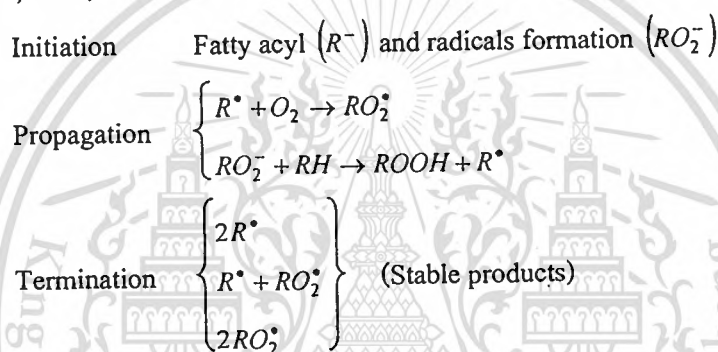 Initiation Fatty acyl (R⁻) and radicals formation (RO₂⁻)
Propagation { R• + O₂ → RO₂•
RO₂⁻ + RH → ROOH + R•
Termination { 2R•
R• + RO₂• } (Stable products)
2RO₂•
King